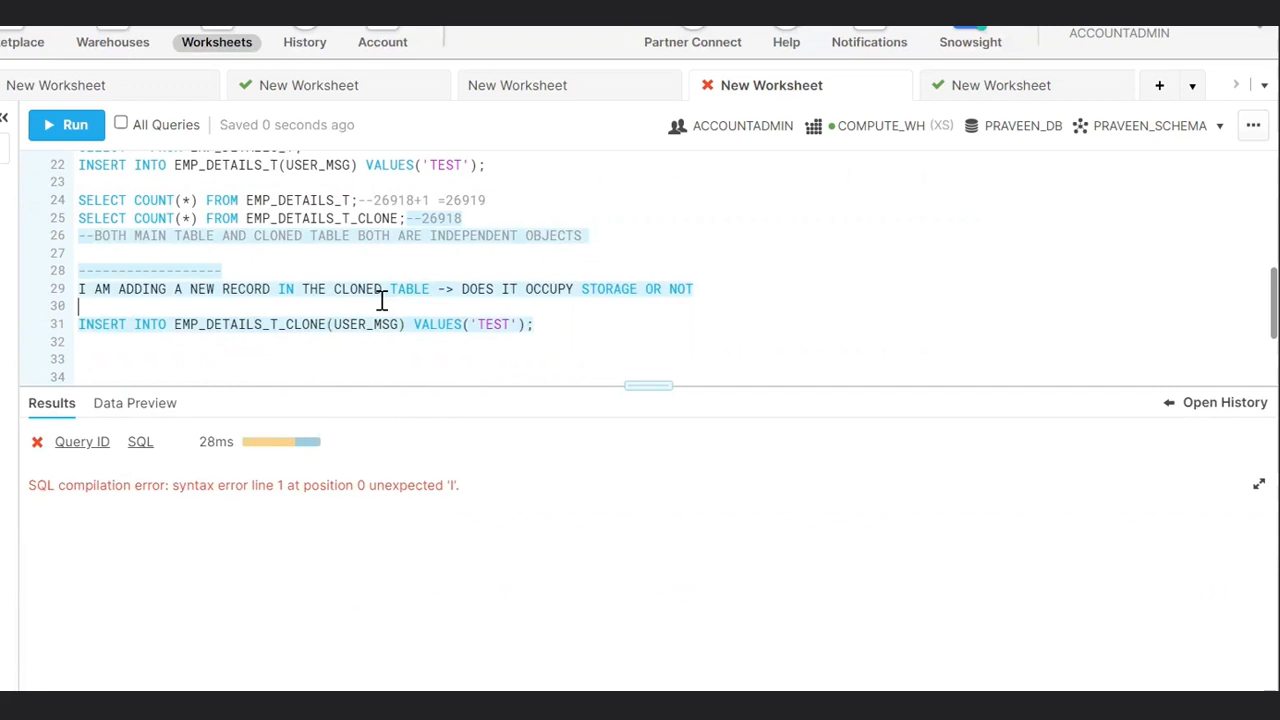 ACCOUNTADMIN
etplace Warehouses Worksheets History Account Partner Connect Help Notifications Snowsight
New Worksheet New Worksheet New Worksheet New Worksheet New Worksheet +
Run All Queries Saved 0 seconds ago ACCOUNTADMIN COMPUTE_WH (XS) PRAVEEN_DB PRAVEEN_SCHEMA ...
22 INSERT INTO EMP_DETAILS_T(USER_MSG) VALUES('TEST');
23
24 SELECT COUNT(*) FROM EMP_DETAILS_T;--26918+1 =26919
25 SELECT COUNT(*) FROM EMP_DETAILS_T_CLONE;--26918
26 --BOTH MAIN TABLE AND CLONED TABLE BOTH ARE INDEPENDENT OBJECTS
27
28 ------------------
29 I AM ADDING A NEW RECORD IN THE CLONED TABLE -> DOES IT OCCUPY STORAGE OR NOT
30
31 INSERT INTO EMP_DETAILS_T_CLONE(USER_MSG) VALUES('TEST');
32
33
34
Results Data Preview Open History
Query ID SQL 28ms
SQL compilation error: syntax error line 1 at position 0 unexpected 'I'.